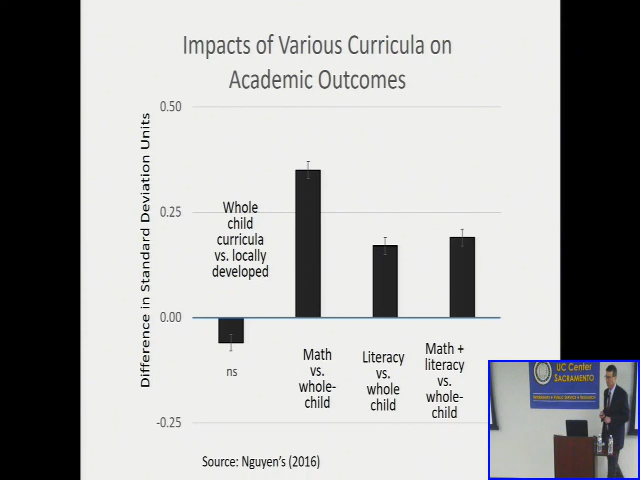 Impacts of Various Curricula on
Academic Outcomes
Difference in Standard Deviation Units
0.50
0.25
0.00
-0.25
Whole
child
curricula
vs. locally
developed
ns
Math
vs.
whole-
child
Literacy
vs.
whole
child
Math +
literacy
vs.
whole-
child
Source: Nguyen's (2016)
UC Center
SACRAMENTO